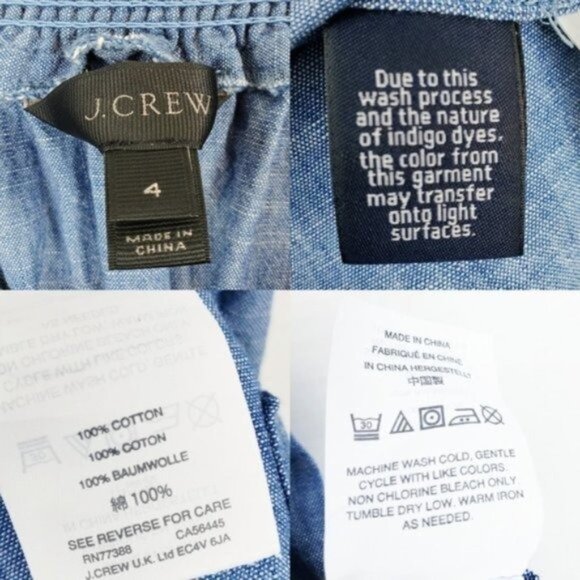 J.CREW
4
MADE IN
CHINA
Due to this
wash process
and the nature
of indigo dyes,
the color from
this garment
may transfer
onto light
surfaces.
100% COTTON
100% COTON
100% BAUMWOLLE
綿 100%
SEE REVERSE FOR CARE
RN77388 CA56445
J.CREW U.K. Ltd EC4V 6JA
MADE IN CHINA
FABRIQUÉ EN CHINE
IN CHINA HERGESTELLT
中国製
30
MACHINE WASH COLD, GENTLE
CYCLE WITH LIKE COLORS.
NON CHLORINE BLEACH ONLY
TUMBLE DRY LOW. WARM IRON
AS NEEDED.